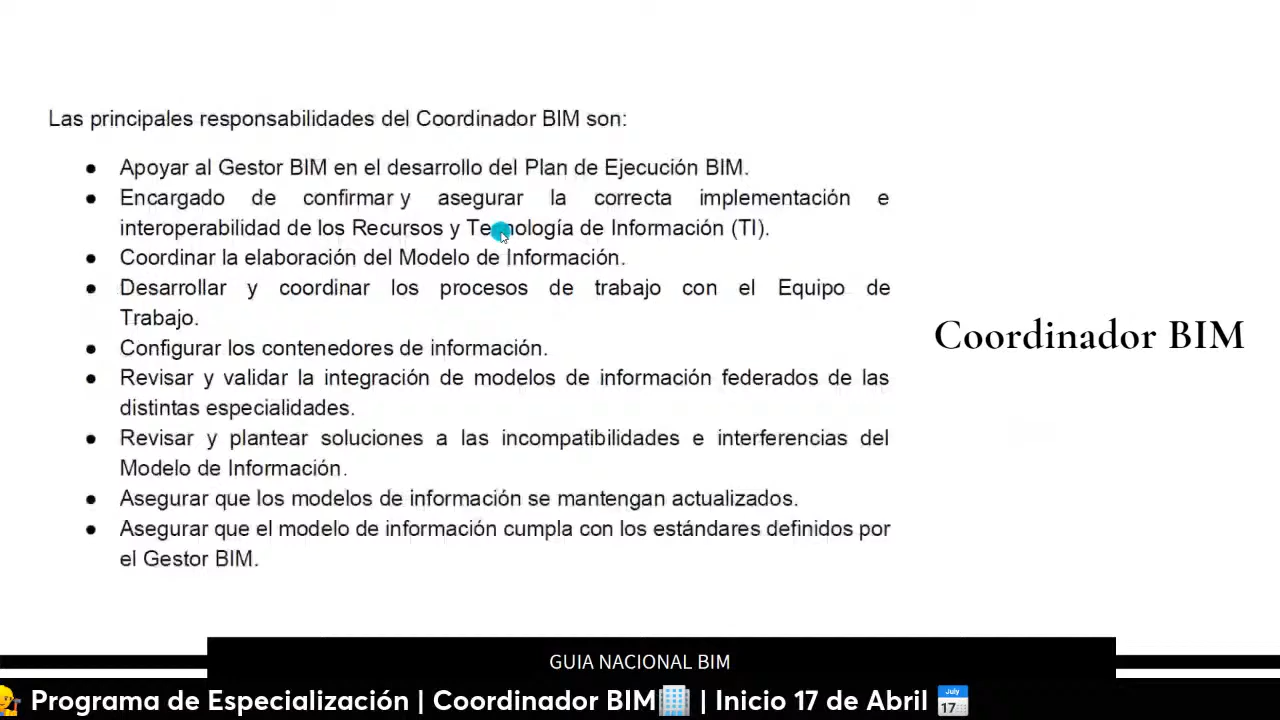 Las principales responsabilidades del Coordinador BIM son:
● Apoyar al Gestor BIM en el desarrollo del Plan de Ejecución BIM.
● Encargado de confirmar y asegurar la correcta implementación e
interoperabilidad de los Recursos y Tecnología de Información (TI).
● Coordinar la elaboración del Modelo de Información.
● Desarrollar y coordinar los procesos de trabajo con el Equipo de
Trabajo.
● Configurar los contenedores de información.
● Revisar y validar la integración de modelos de información federados de las
distintas especialidades.
● Revisar y plantear soluciones a las incompatibilidades e interferencias del
Modelo de Información.
● Asegurar que los modelos de información se mantengan actualizados.
● Asegurar que el modelo de información cumpla con los estándares definidos por
el Gestor BIM.
Coordinador BIM
GUIA NACIONAL BIM
Programa de Especialización | Coordinador BIM🏢 | Inicio 17 de Abril 📅